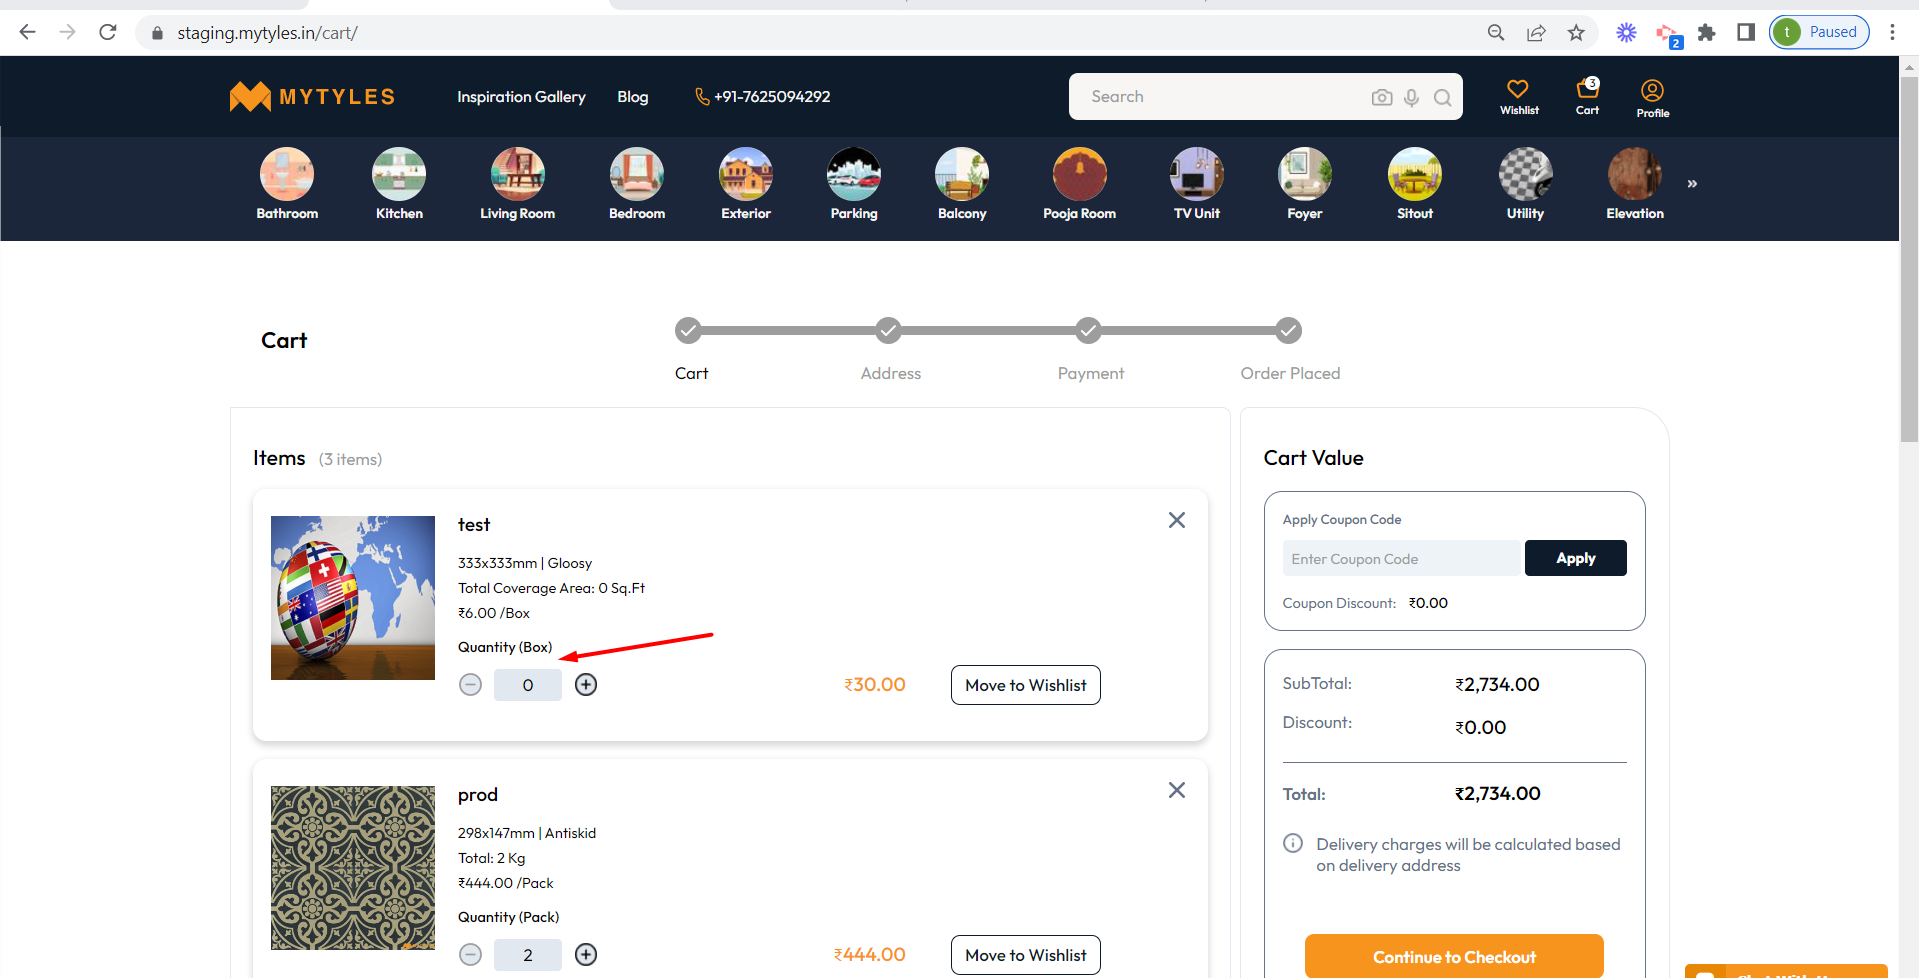 staging.mytyles.in/cart/
2
t
Paused
MYTYLES
Inspiration Gallery
Blog
+91-7625094292
Search
3
Wishlist
Cart
Profile
Bathroom
Kitchen
Living Room
Bedroom
Exterior
Parking
Balcony
Pooja Room
TV Unit
Foyer
Sitout
Utility
Elevation
»
Cart
Cart
Address
Payment
Order Placed
Items (3 items)
test
333x333mm | Gloosy
Total Coverage Area: 0 Sq.Ft
₹6.00 /Box
Quantity (Box)
0
₹30.00
Move to Wishlist
prod
298x147mm | Antiskid
Total: 2 Kg
₹444.00 /Pack
Quantity (Pack)
2
₹444.00
Move to Wishlist
Cart Value
Apply Coupon Code
Enter Coupon Code
Apply
Coupon Discount: ₹0.00
SubTotal: ₹2,734.00
Discount: ₹0.00
Total: ₹2,734.00
Delivery charges will be calculated based
on delivery address
Continue to Checkout